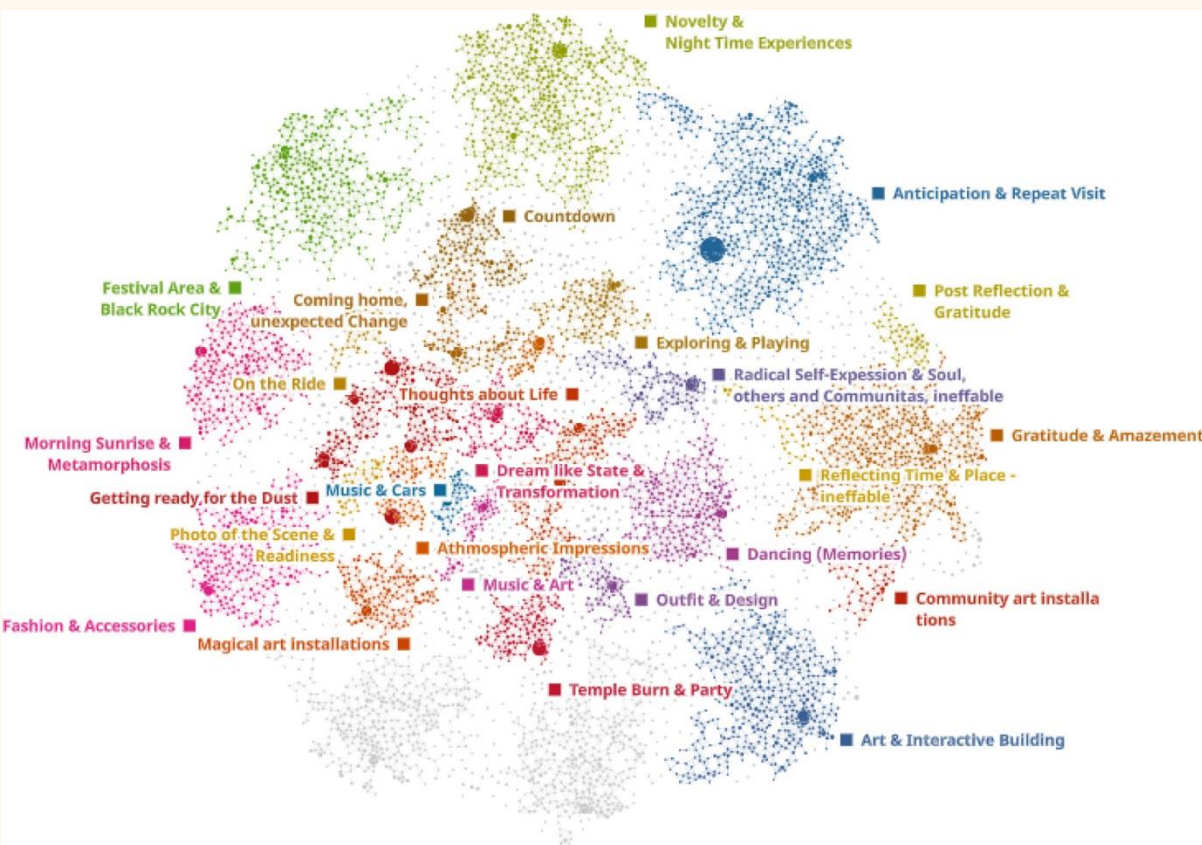 Novelty &
Night Time Experiences
Anticipation & Repeat Visit
Countdown
Festival Area &
Black Rock City
Coming home,
unexpected Change
Post Reflection &
Gratitude
Exploring & Playing
On the Ride
Thoughts about Life
Radical Self-Expession & Soul,
others and Communitas, ineffable
Morning Sunrise &
Metamorphosis
Gratitude & Amazement
Dream like State &
Transformation
Reflecting Time & Place -
ineffable
Getting ready for the Dust
Music & Cars
Photo of the Scene &
Readiness
Athmospheric Impressions
Dancing (Memories)
Music & Art
Outfit & Design
Community art installa
tions
Fashion & Accessories
Magical art installations
Temple Burn & Party
Art & Interactive Building